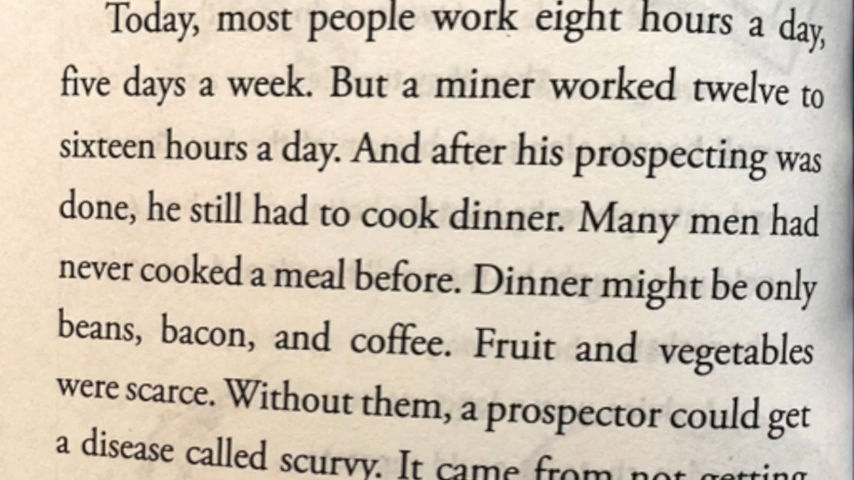 Today, most people work eight hours a day,
five days a week. But a miner worked twelve to
sixteen hours a day. And after his prospecting was
done, he still had to cook dinner. Many men had
never cooked a meal before. Dinner might be only
beans, bacon, and coffee. Fruit and vegetables
were scarce. Without them, a prospector could get
a disease called scurvy. It came from not getting